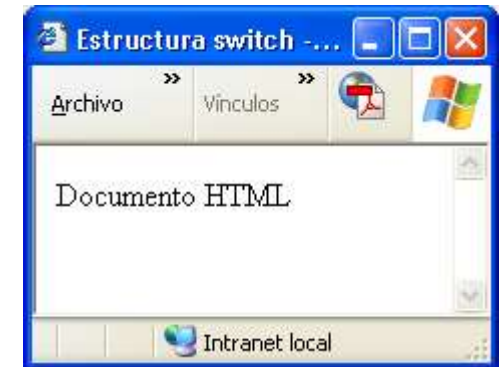 Estructura switch -...
Archivo » Vínculos »
Documento HTML
Intranet local